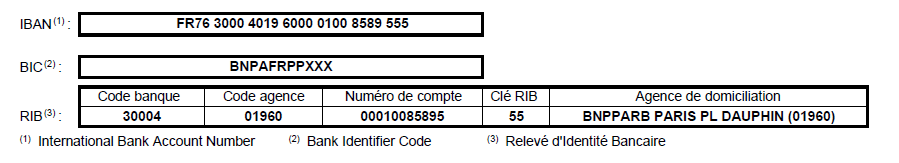 IBAN(1) : FR76 3000 4019 6000 0100 8589 555
BIC(2) : BNPAFRPPXXX
Code banque Code agence Numéro de compte Clé RIB Agence de domiciliation
RIB(3) : 30004 01960 00010085895 55 BNPPARB PARIS PL DAUPHIN (01960)
(1) International Bank Account Number (2) Bank Identifier Code (3) Relevé d'Identité Bancaire